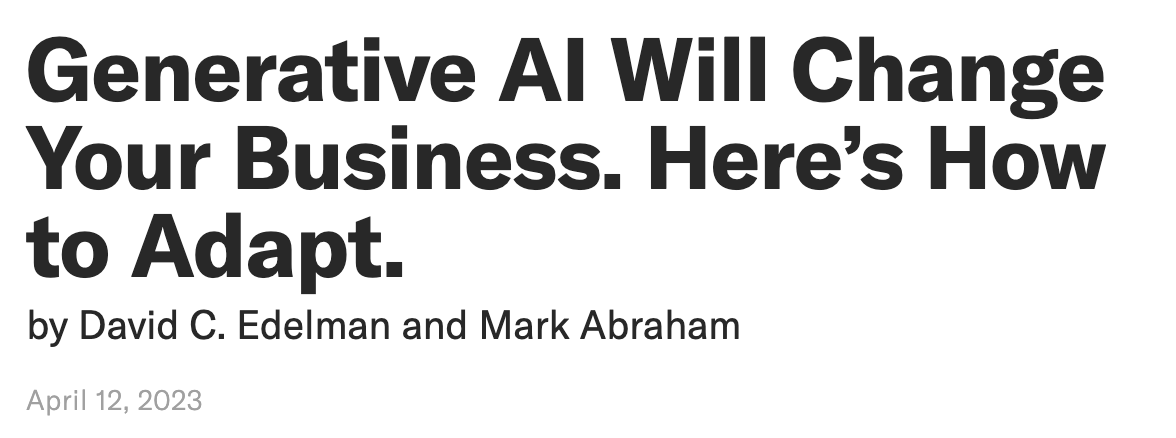 Generative AI Will Change
Your Business. Here’s How
to Adapt.
by David C. Edelman and Mark Abraham
April 12, 2023